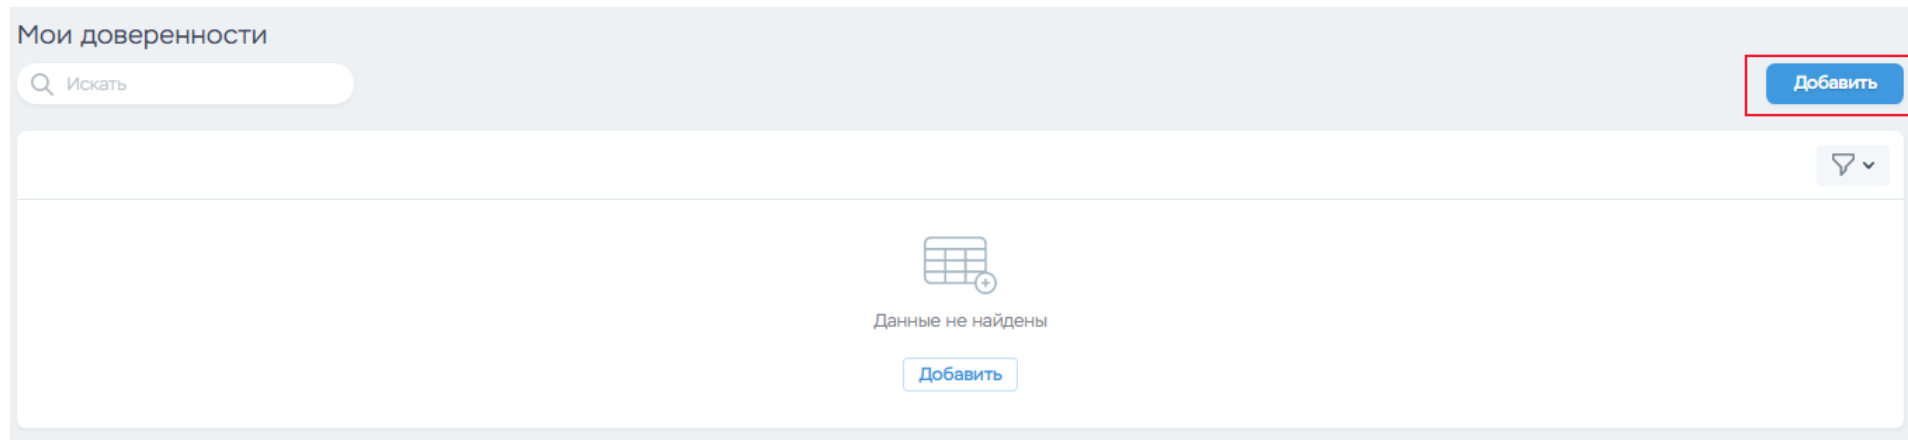 Мои доверенности
Искать
Добавить
Данные не найдены
Добавить